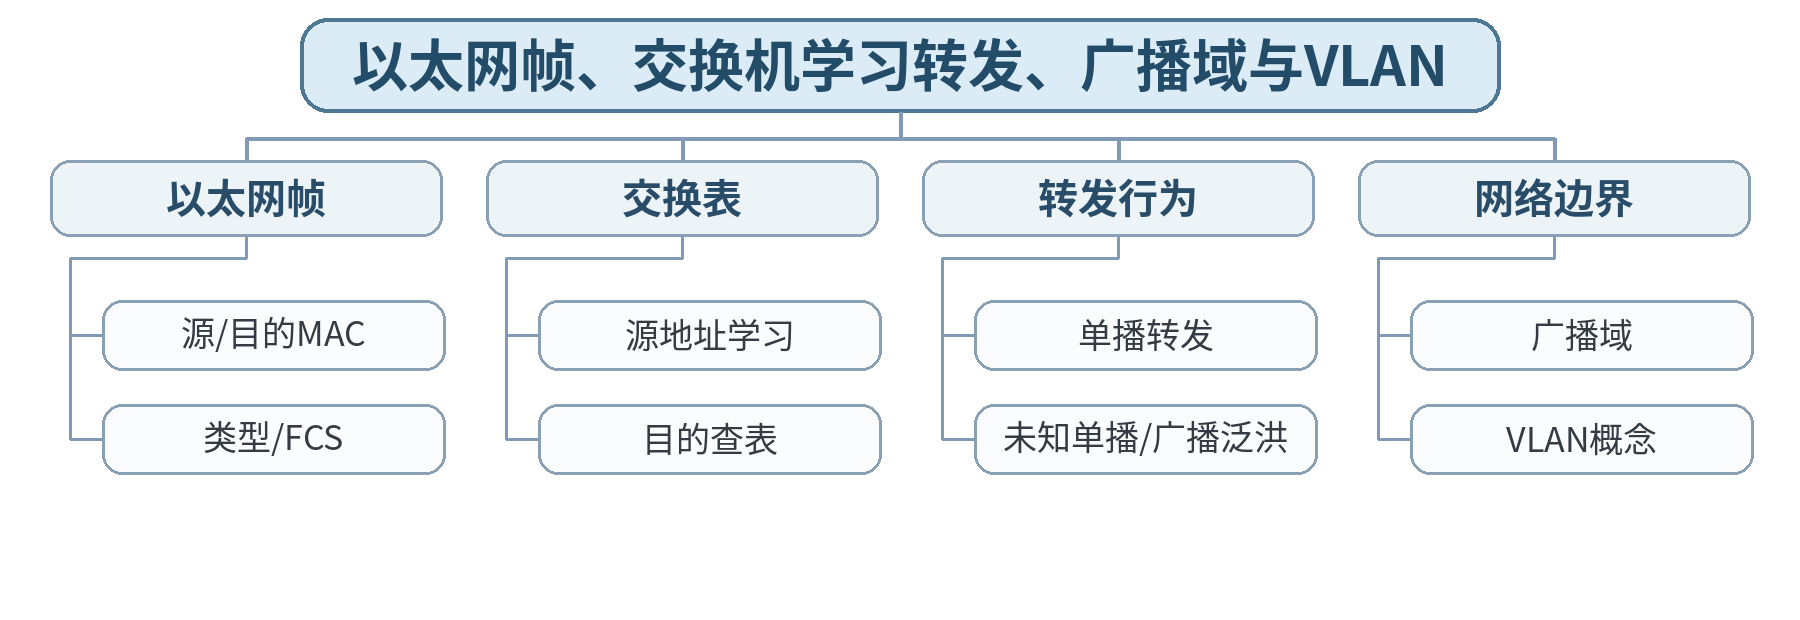 以太网帧、交换机学习转发、广播域与VLAN
以太网帧
交换表
转发行为
网络边界
源/目的MAC
源地址学习
单播转发
广播域
类型/FCS
目的查表
未知单播/广播泛洪
VLAN概念